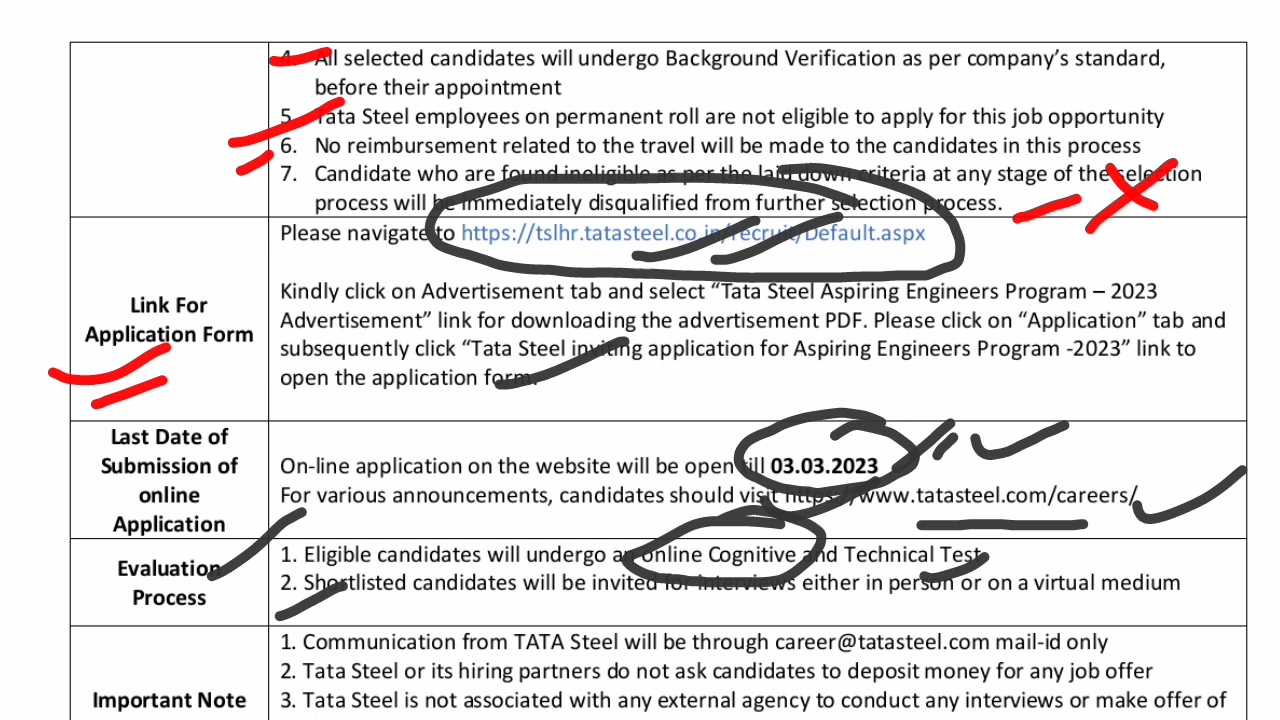 4. All selected candidates will undergo Background Verification as per company's standard,
before their appointment
5. Tata Steel employees on permanent roll are not eligible to apply for this job opportunity
6. No reimbursement related to the travel will be made to the candidates in this process
7. Candidate who are found ineligible as per the laid down criteria at any stage of the selection
process will be immediately disqualified from further selection process.
Link For
Application Form
Please navigate to https://tslhr.tatasteel.co.in/recruit/Default.aspx
Kindly click on Advertisement tab and select “Tata Steel Aspiring Engineers Program – 2023
Advertisement” link for downloading the advertisement PDF. Please click on “Application” tab and
subsequently click “Tata Steel inviting application for Aspiring Engineers Program -2023” link to
open the application form.
Last Date of
Submission of
online
Application
On-line application on the website will be open till 03.03.2023
For various announcements, candidates should visit https://www.tatasteel.com/careers/
Evaluation
Process
1. Eligible candidates will undergo an online Cognitive and Technical Test
2. Shortlisted candidates will be invited for interviews either in person or on a virtual medium
Important Note
1. Communication from TATA Steel will be through career@tatasteel.com mail-id only
2. Tata Steel or its hiring partners do not ask candidates to deposit money for any job offer
3. Tata Steel is not associated with any external agency to conduct any interviews or make offer of